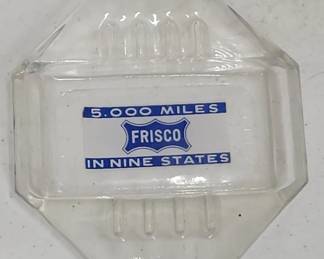 5.000 MILES
FRISCO
IN NINE STATES